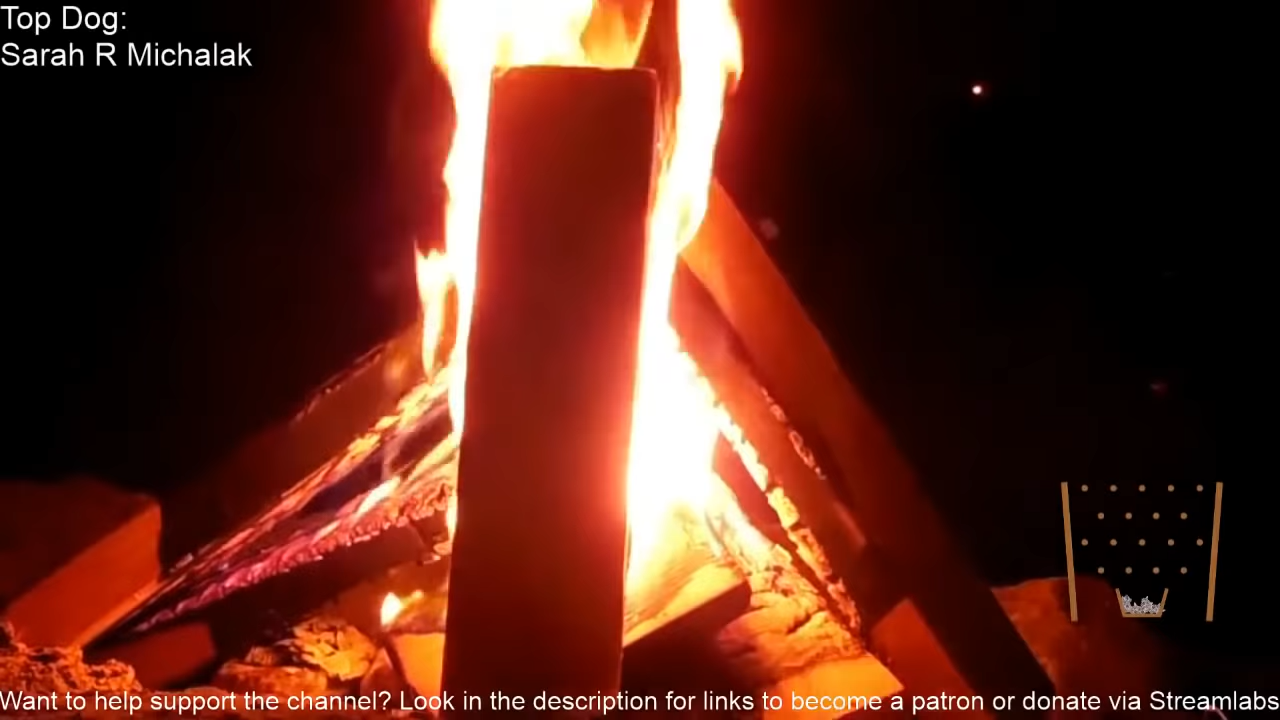 Top Dog:
Sarah R Michalak
Want to help support the channel? Look in the description for links to become a patron or donate via Streamlabs